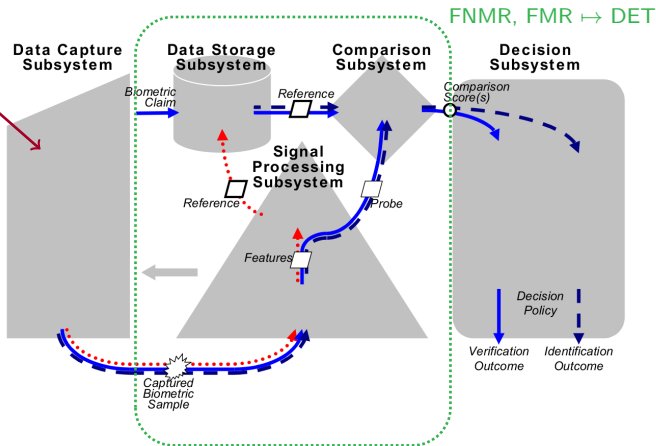 FNMR, FMR ↦ DET
Data Capture
Subsystem
Data Storage
Subsystem
Comparison
Subsystem
Decision
Subsystem
Biometric
Claim
Reference
Comparison
Score(s)
Signal
Processing
Subsystem
Reference
Probe
Features
Decision
Policy
Verification
Outcome
Identification
Outcome
Captured
Biometric
Sample